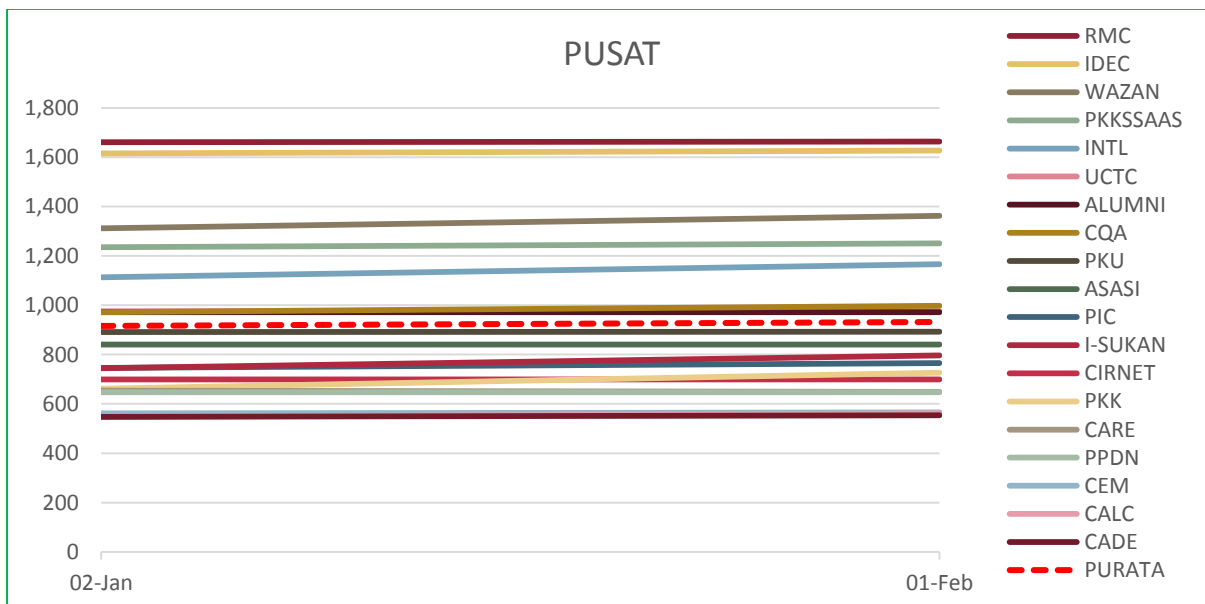 PUSAT
1,800
1,600
1,400
1,200
1,000
800
600
400
200
0
02-Jan
01-Feb
RMC
IDEC
WAZAN
PKKSSAAS
INTL
UCTC
ALUMNI
CQA
PKU
ASASI
PIC
I-SUKAN
CIRNET
PKK
CARE
PPDN
CEM
CALC
CADE
PURATA